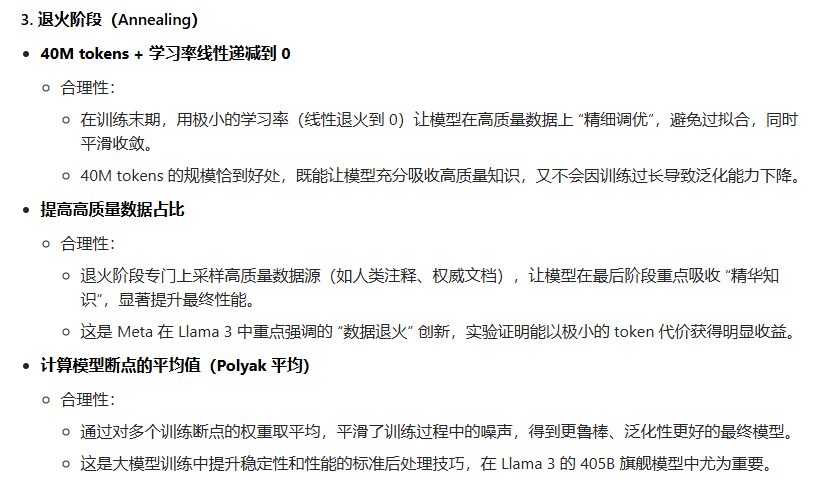 3. 退火阶段（Annealing）
• 40M tokens + 学习率线性递减到 0
○ 合理性：
○ 在训练末期，用极小的学习率（线性退火到 0）让模型在高质量数据上 “精细调优”，避免过拟合，同时
平滑收敛。
○ 40M tokens 的规模恰到好处，既能让模型充分吸收高质量知识，又不会因训练过长导致泛化能力下降。
• 提高高质量数据占比
○ 合理性：
○ 退火阶段专门上采样高质量数据源（如人类注释、权威文档），让模型在最后阶段重点吸收 “精华知
识”，显著提升最终性能。
○ 这是 Meta 在 Llama 3 中重点强调的 “数据退火” 创新，实验证明能以极小的 token 代价获得明显收益。
• 计算模型断点的平均值（Polyak 平均）
○ 合理性：
○ 通过对多个训练断点的权重取平均，平滑了训练过程中的噪声，得到更鲁棒、泛化性更好的最终模型。
○ 这是大模型训练中提升稳定性和性能的标准后处理技巧，在 Llama 3 的 405B 旗舰模型中尤为重要。